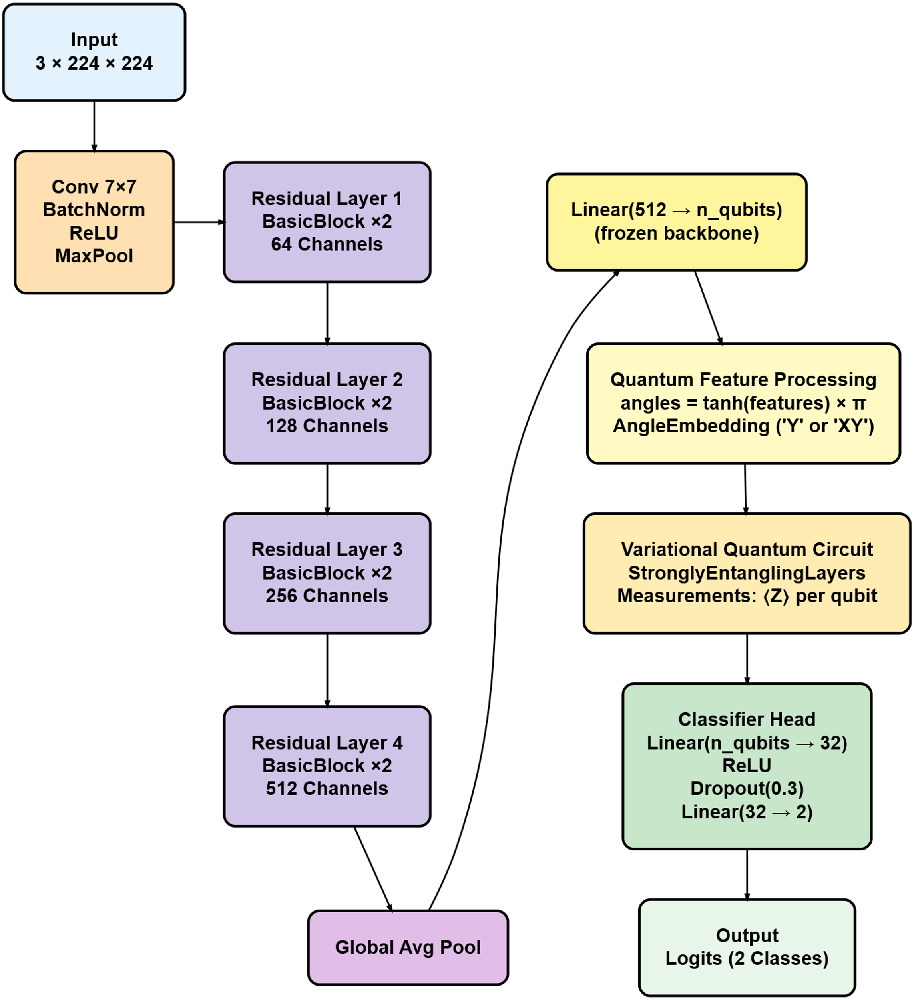 Input
3 × 224 × 224
Conv 7×7
BatchNorm
ReLU
MaxPool
Residual Layer 1
BasicBlock ×2
64 Channels
Residual Layer 2
BasicBlock ×2
128 Channels
Residual Layer 3
BasicBlock ×2
256 Channels
Residual Layer 4
BasicBlock ×2
512 Channels
Global Avg Pool
Linear(512 → n_qubits)
(frozen backbone)
Quantum Feature Processing
angles = tanh(features) × π
AngleEmbedding ('Y' or 'XY')
Variational Quantum Circuit
StronglyEntanglingLayers
Measurements: ⟨Z⟩ per qubit
Classifier Head
Linear(n_qubits → 32)
ReLU
Dropout(0.3)
Linear(32 → 2)
Output
Logits (2 Classes)